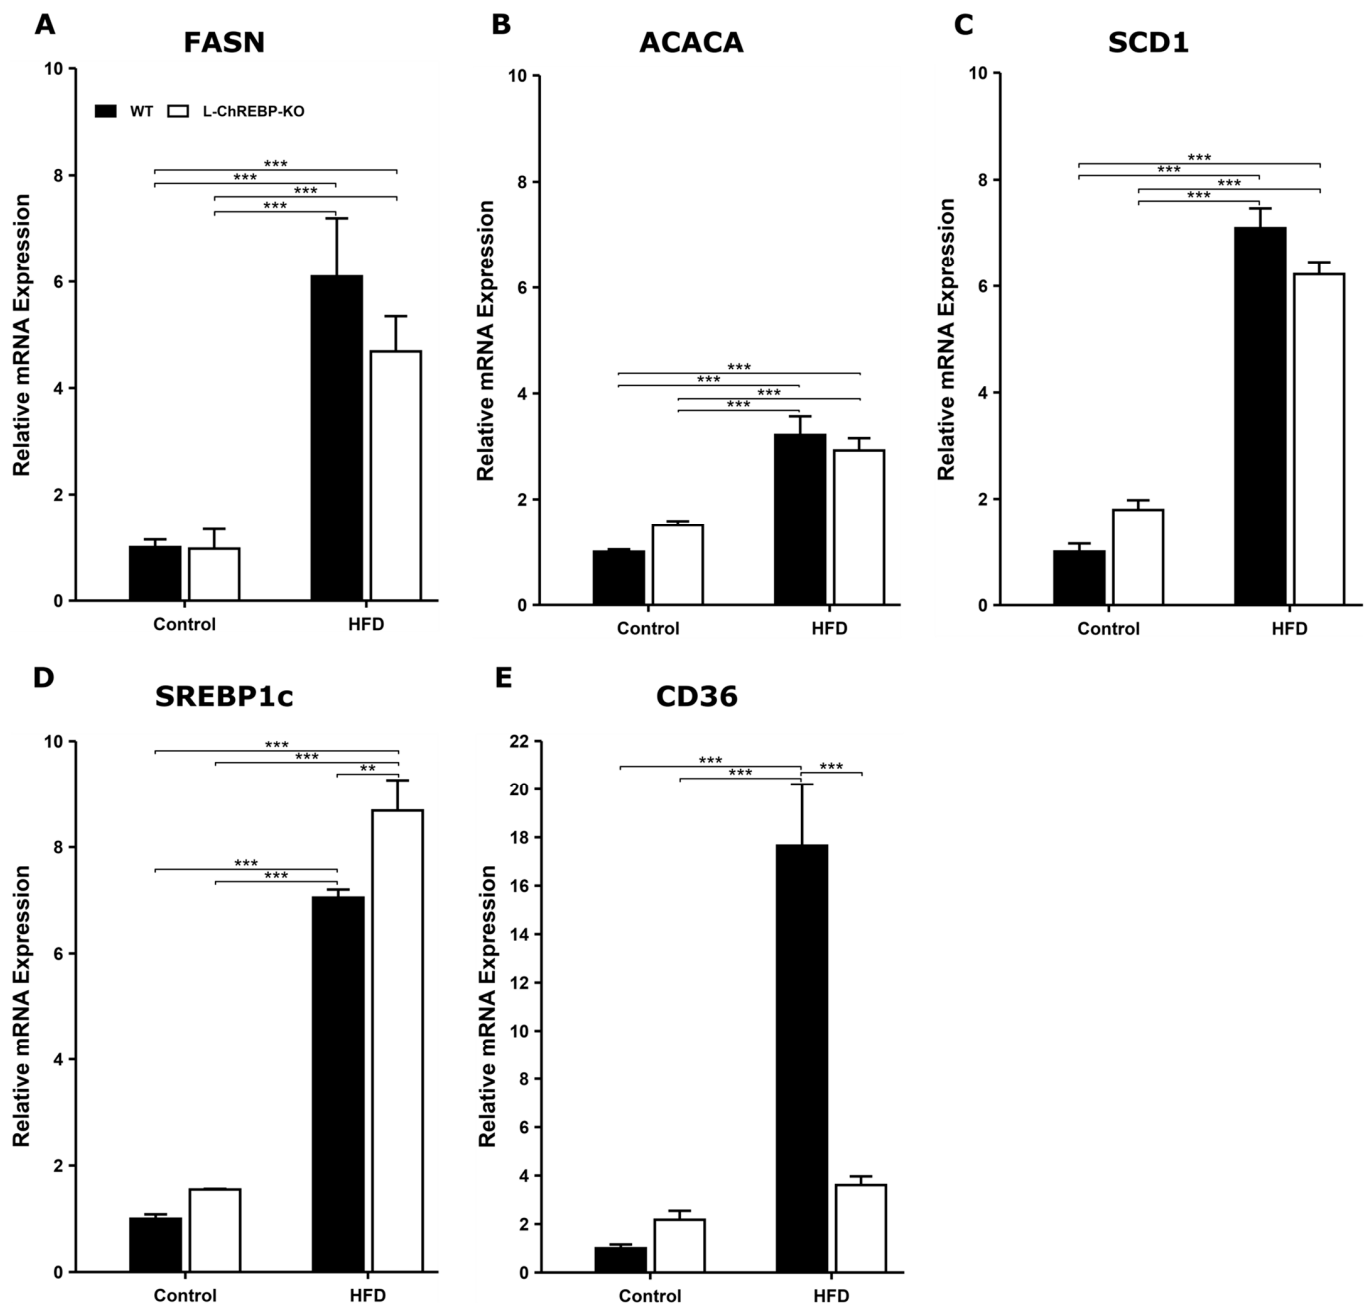 A
FASN
10
8
6
4
2
0
Relative mRNA Expression
WT
L-ChREBP-KO
***
***
***
***
Control
HFD
B
ACACA
10
8
6
4
2
0
Relative mRNA Expression
***
***
***
***
Control
HFD
C
SCD1
10
8
6
4
2
0
Relative mRNA Expression
***
***
***
***
Control
HFD
D
SREBP1c
10
8
6
4
2
0
Relative mRNA Expression
***
***
**
***
***
Control
HFD
E
CD36
22
20
18
16
14
12
10
8
6
4
2
0
Relative mRNA Expression
***
***
***
Control
HFD